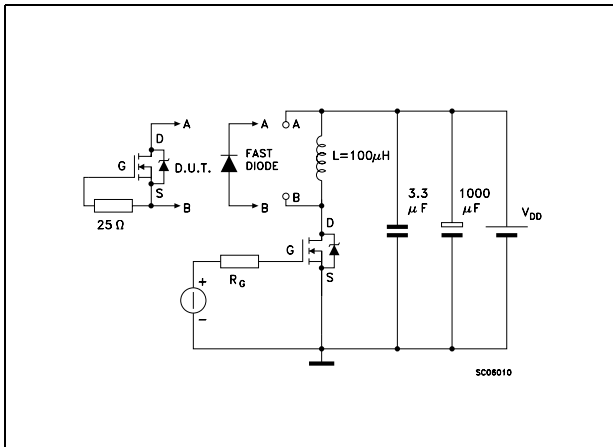 A
D
G
D.U.T.
S
B
25 Ω
A
FAST
DIODE
B
A
L=100μH
B
D
G
S
+
R_G
-
3.3
μF
1000
μF
V_DD
SC06010